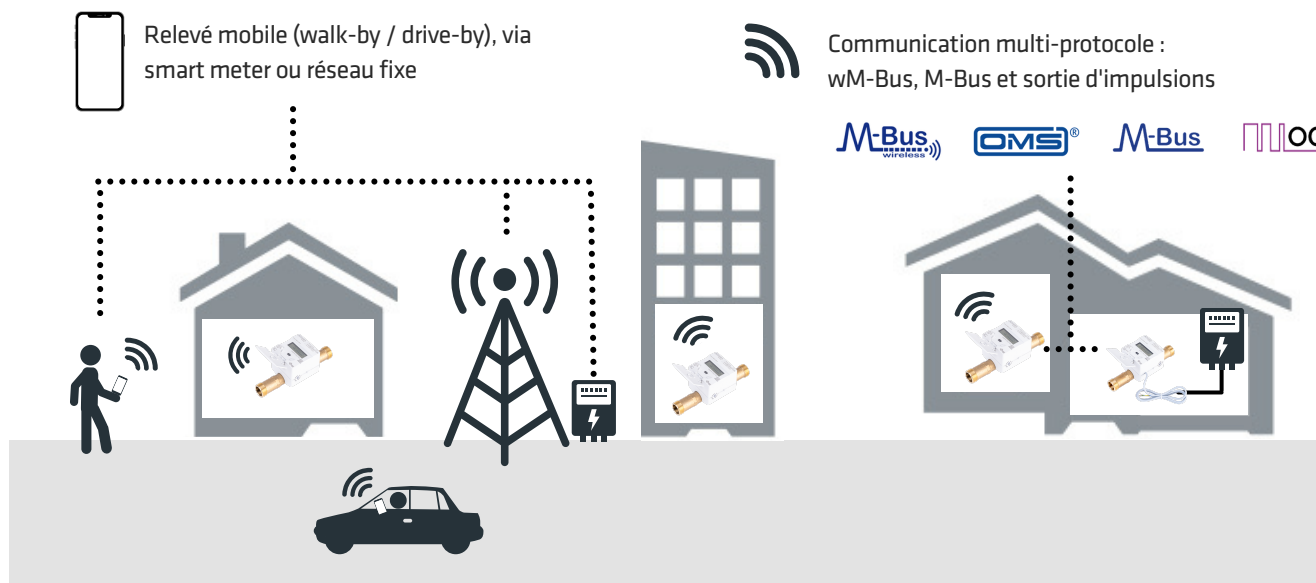 Relevé mobile (walk-by / drive-by), via
smart meter ou réseau fixe
Communication multi-protocole :
wM-Bus, M-Bus et sortie d'impulsions
M-Bus
wireless
OMS®
M-Bus